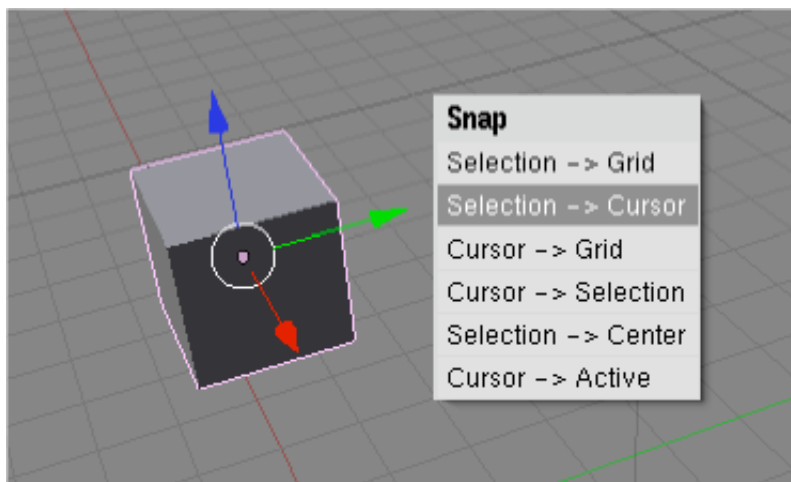 Snap
Selection -> Grid
Selection -> Cursor
Cursor -> Grid
Cursor -> Selection
Selection -> Center
Cursor -> Active